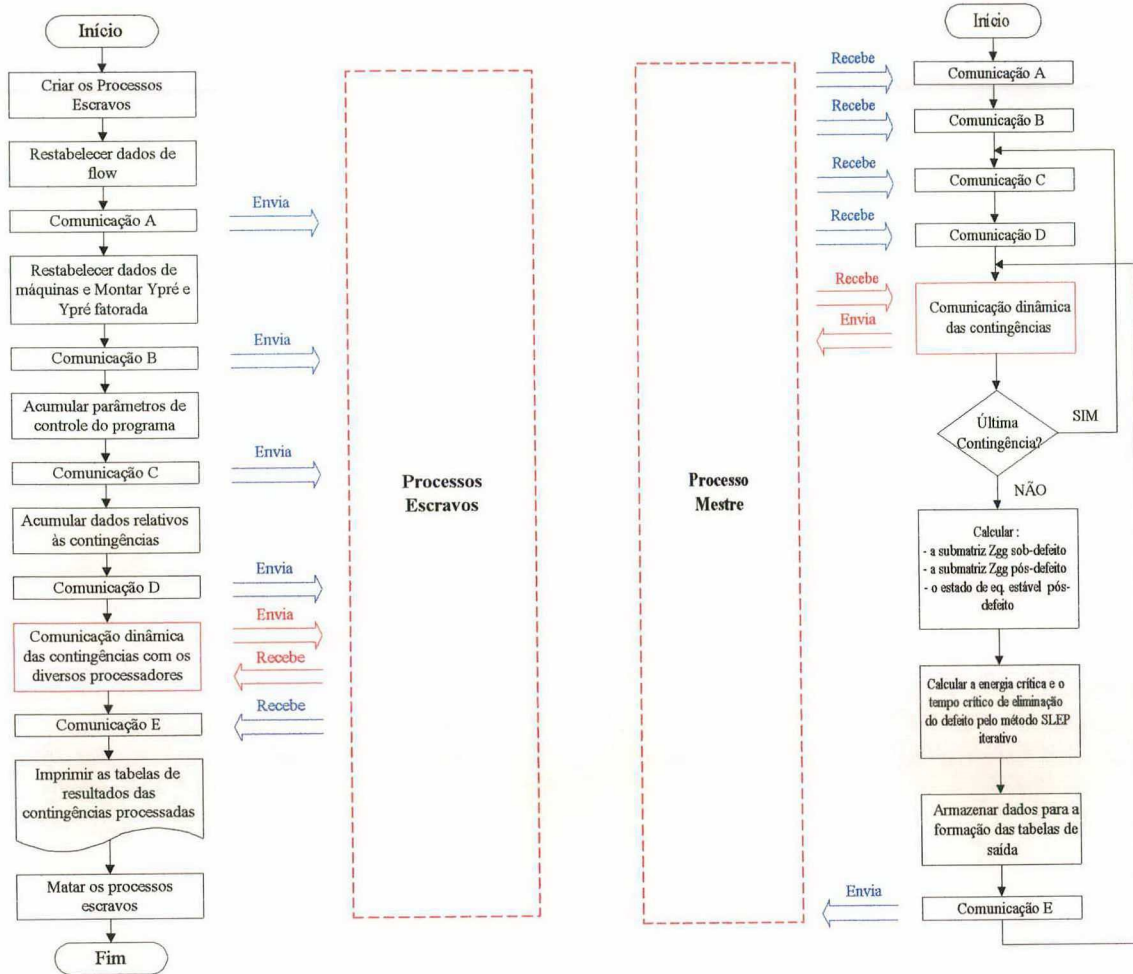 Início
Criar os Processos
Escravos
Restabelecer dados de
flow
Comunicação A
Envia
Restabelecer dados de
máquinas e Montar Ypré e
Ypré fatorada
Comunicação B
Envia
Acumular parâmetros de
controle do programa
Comunicação C
Envia
Acumular dados relativos
às contingências
Comunicação D
Envia
Comunicação dinâmica
das contingências com os
diversos processadores
Envia
Recebe
Comunicação E
Recebe
Imprimir as tabelas de
resultados das
contingências processadas
Matar os processos
escravos
Fim
Processos
Escravos
Processo
Mestre
Início
Recebe
Comunicação A
Recebe
Comunicação B
Recebe
Comunicação C
Recebe
Comunicação D
Recebe
Envia
Comunicação dinâmica
das contingências
Última
Contingência?
SIM
NÃO
Calcular :
- a submatriz Zgg sob-defeito
- a submatriz Zgg pós-defeito
- o estado de eq. estável pós-
defeito
Calcular a energia crítica e o
tempo crítico de eliminação
do defeito pelo método SLEP
iterativo
Armazenar dados para a
formação das tabelas de
saída
Envia
Comunicação E